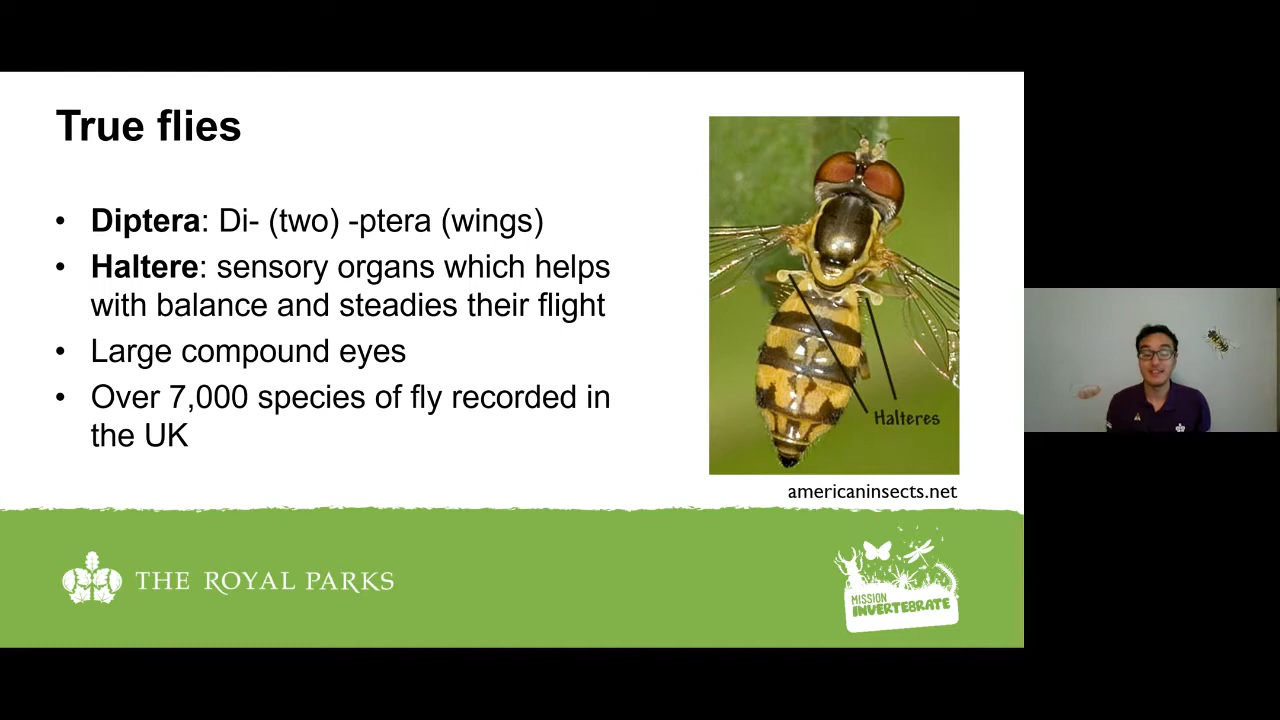 True flies
• Diptera: Di- (two) -ptera (wings)
• Haltere: sensory organs which helps
with balance and steadies their flight
• Large compound eyes
• Over 7,000 species of fly recorded in
the UK
Halteres
americaninsects.net
THE ROYAL PARKS
MISSION
INVERTEBRATE